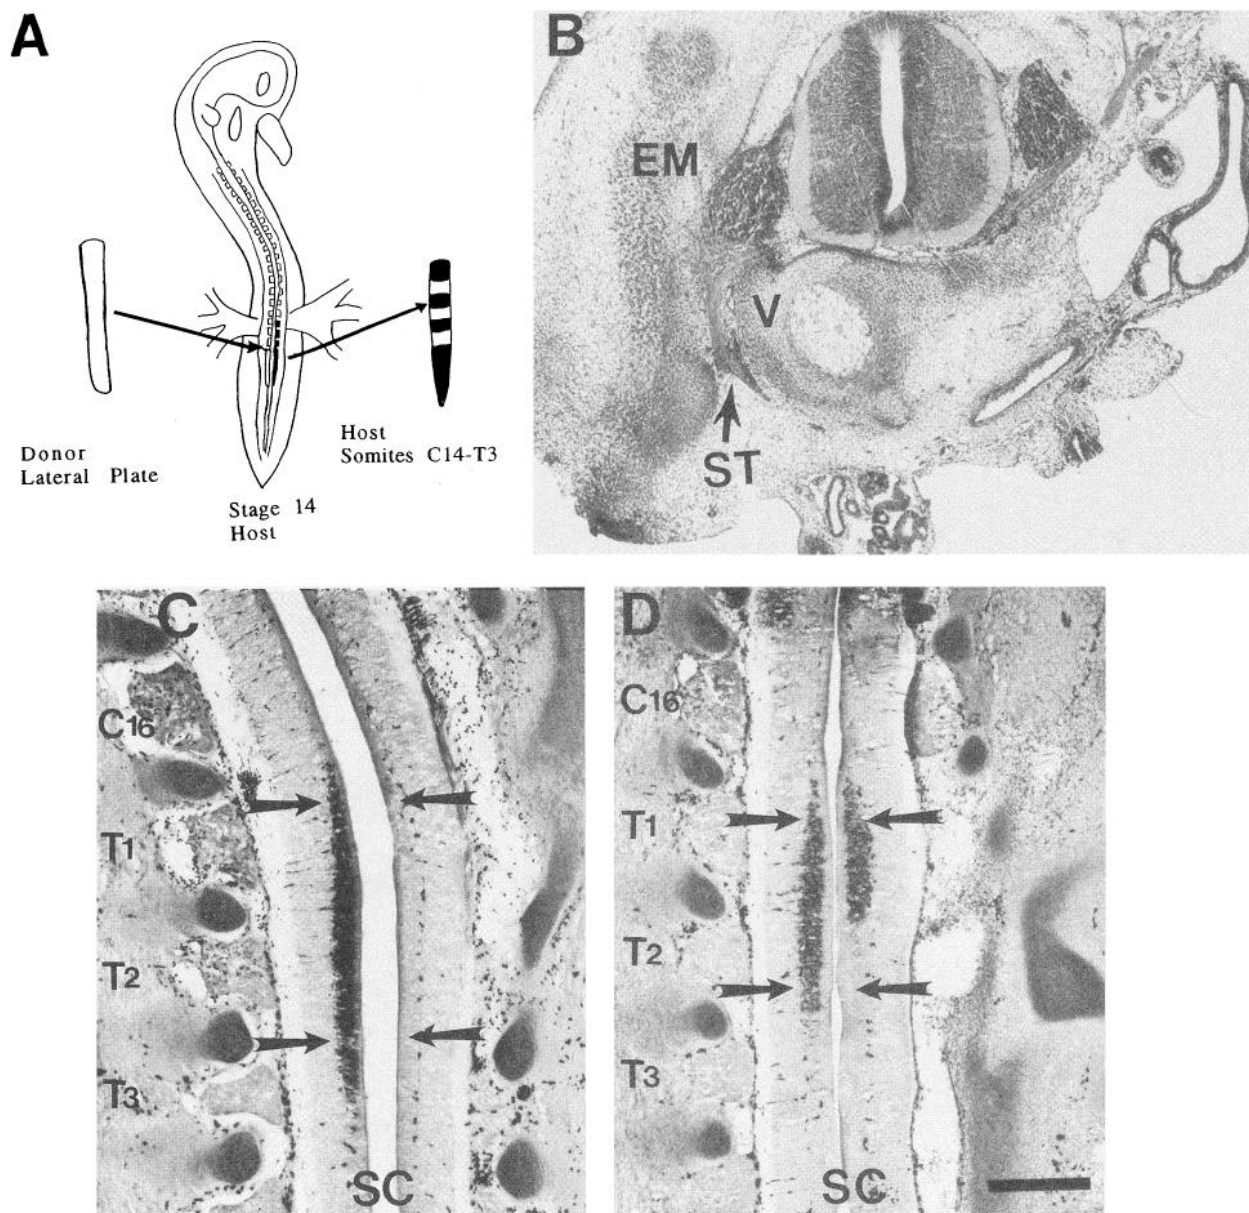 A
Donor
Lateral Plate
Stage 14
Host
Host
Somites C14-T3
B
EM
V
ST
C
C16
T1
T2
T3
SC
D
C16
T1
T2
T3
SC